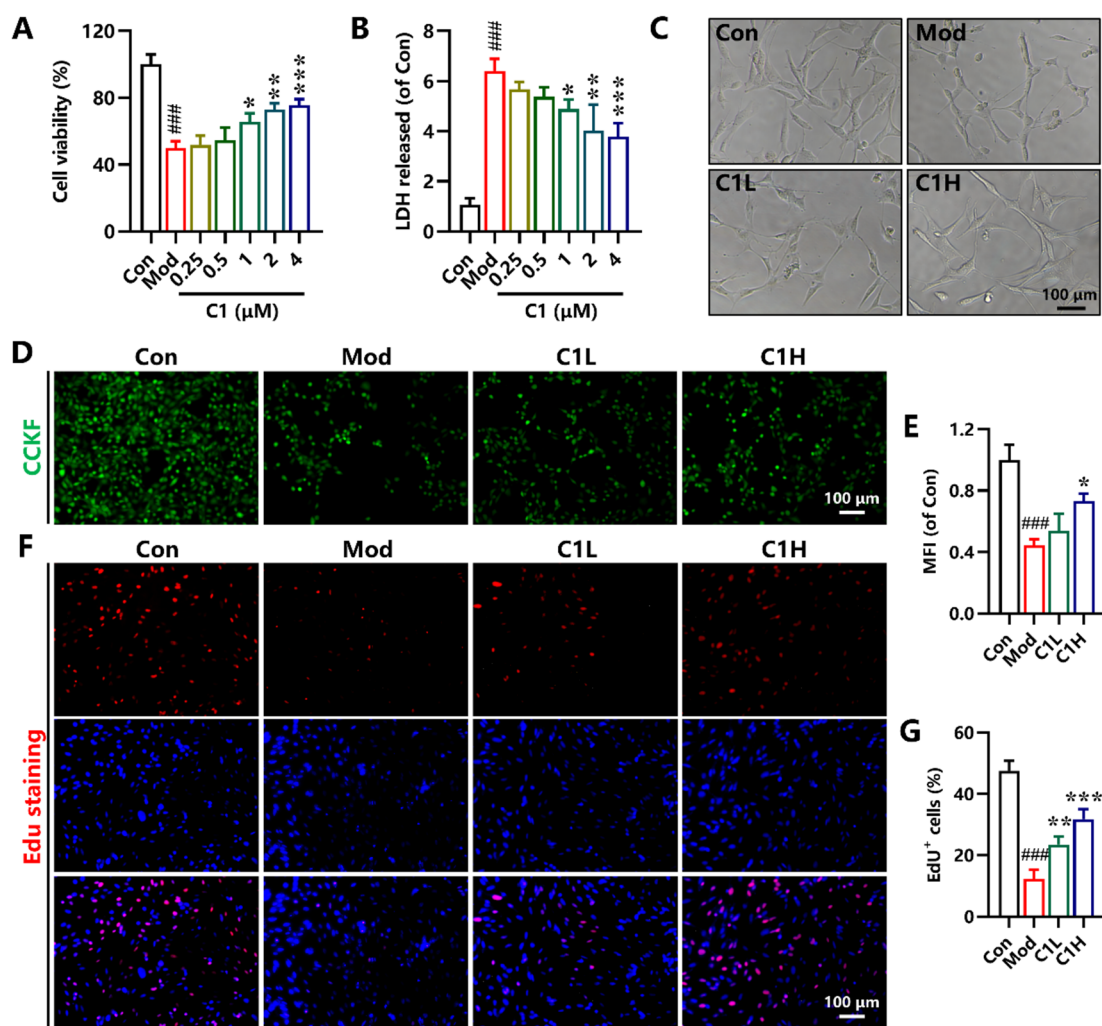 A
120
80
40
0
Cell viability (%)
###
*
**
***
Con
Mod
0.25
0.5
1
2
4
C1 (μM)
B
8
6
4
2
0
LDH released (of Con)
###
*
**
***
Con
Mod
0.25
0.5
1
2
4
C1 (μM)
C
Con
Mod
C1L
C1H
100 μm
D
Con
Mod
C1L
C1H
CCKF
100 μm
E
1.2
0.8
0.4
0.0
MFI (of Con)
###
*
Con
Mod
C1L
C1H
F
Con
Mod
C1L
C1H
Edu staining
100 μm
G
60
40
20
0
EdU⁺ cells (%)
###
**
***
Con
Mod
C1L
C1H